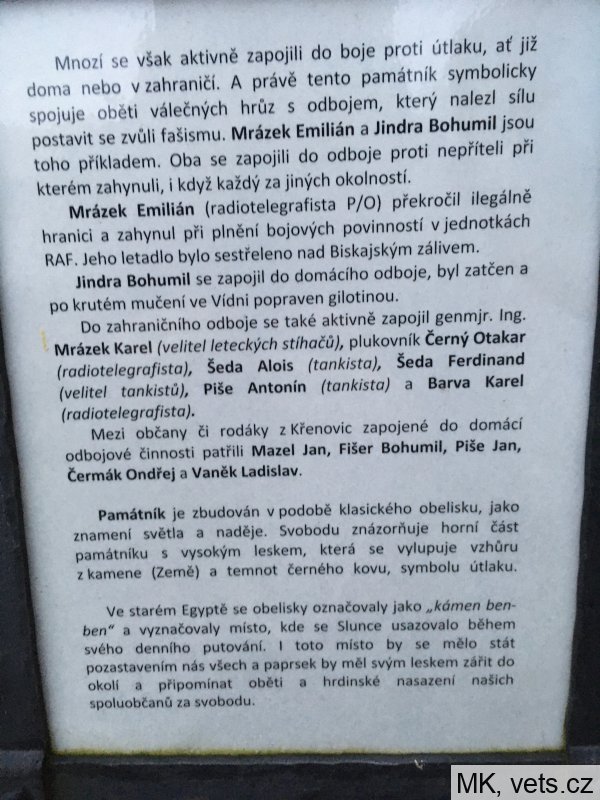 Mnozí se však aktivně zapojili do boje proti útlaku, ať již
doma nebo v zahraničí. A právě tento památník symbolicky
spojuje oběti válečných hrůz s odbojem, který nalezl sílu
postavit se zvůli fašismu. Mrázek Emilián a Jindra Bohumil jsou
toho příkladem. Oba se zapojili do odboje proti nepříteli při
kterém zahynuli, i když každý za jiných okolností.
Mrázek Emilián (radiotelegrafista P/O) překročil ilegálně
hranici a zahynul při plnění bojových povinností v jednotkách
RAF. Jeho letadlo bylo sestřeleno nad Biskajským zálivem.
Jindra Bohumil se zapojil do domácího odboje, byl zatčen a
po krutém mučení ve Vídni popraven gilotinou.
Do zahraničního odboje se také aktivně zapojil genmjr. Ing.
Mrázek Karel (velitel leteckých stíhačů), plukovník Černý Otakar
(radiotelegrafista), Šeda Alois (tankista), Šeda Ferdinand
(velitel tankistů), Piše Antonín (tankista) a Barva Karel
(radiotelegrafista).
Mezi občany či rodáky z Křenovic zapojené do domácí
odbojové činnosti patřili Mazel Jan, Fišer Bohumil, Piše Jan,
Čermák Ondřej a Vaněk Ladislav.
Památník je zbudován v podobě klasického obelisku, jako
znamení světla a naděje. Svobodu znázorňuje horní část
památníku s vysokým leskem, která se vylupuje vzhůru
z kamene (Země) a temnot černého kovu, symbolu útlaku.
Ve starém Egyptě se obelisky označovaly jako „kámen ben-
ben“ a vyznačovaly místo, kde se Slunce usazovalo během
svého denního putování. I toto místo by se mělo stát
pozastavením nás všech a paprsek by měl svým leskem zářit do
okolí a připomínat oběti a hrdinské nasazení našich
spoluobčanů za svobodu.
MK, vets.cz